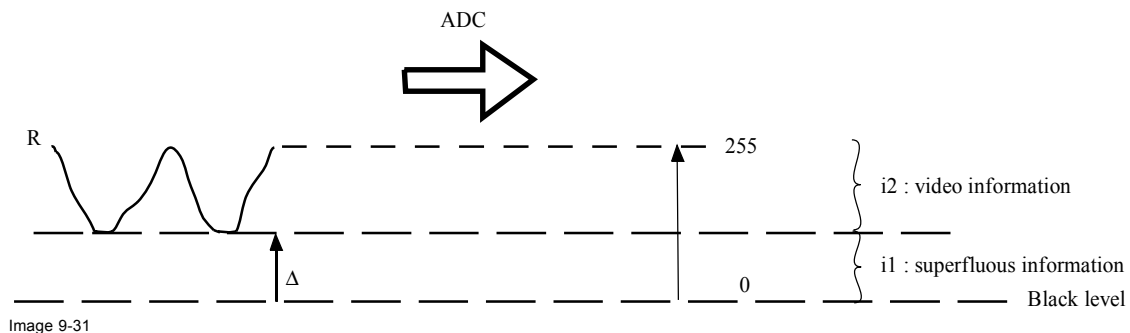 ADC
R
255
i2 : video information
Δ
0
i1 : superfluous information
Black level
Image 9-31